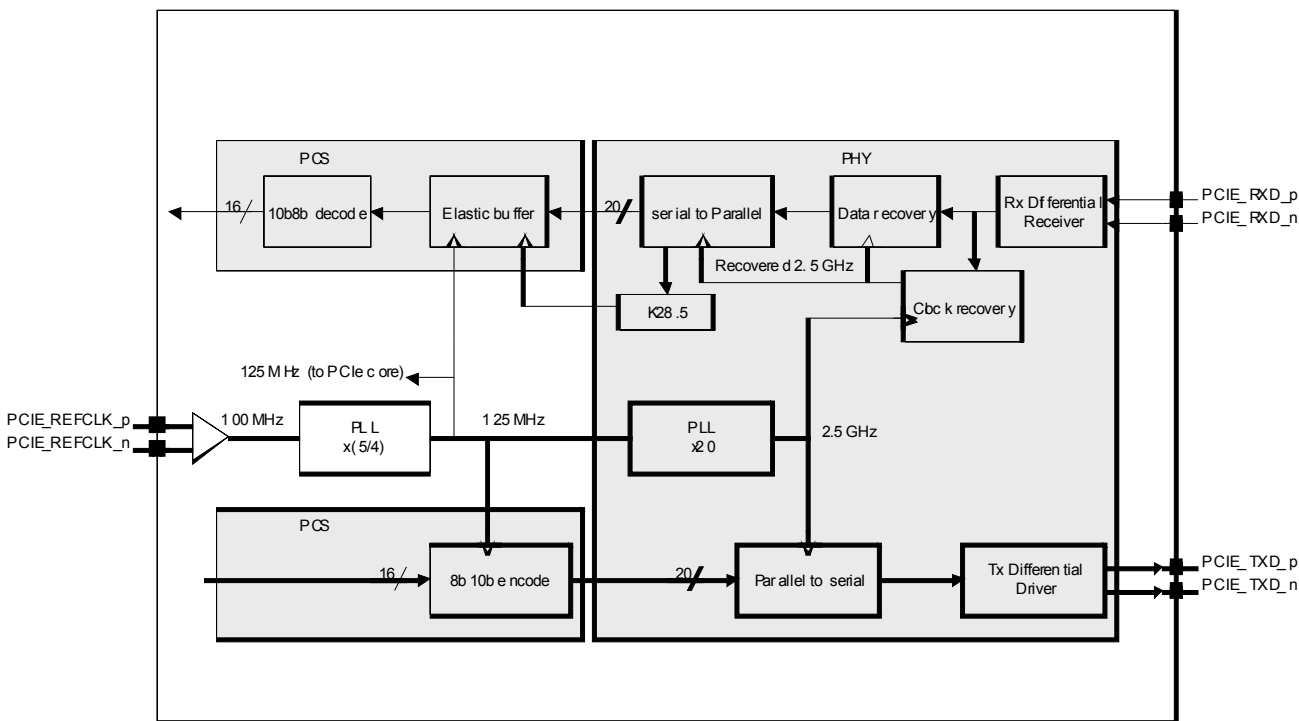 PCS
PHY
16
10b8b decode
Elastic buffer
20
serial to Parallel
Data recovery
Rx Differential
Receiver
PCIE_RXD_p
PCIE_RXD_n
Recovered 2.5 GHz
K28.5
Clock recovery
125 MHz (to PCIe core)
PCIE_REFCLK_p
PCIE_REFCLK_n
100 MHz
PLL
x(5/4)
125 MHz
PLL
x20
2.5 GHz
PCS
16
8b10b encode
20
Parallel to serial
Tx Differential
Driver
PCIE_TXD_p
PCIE_TXD_n